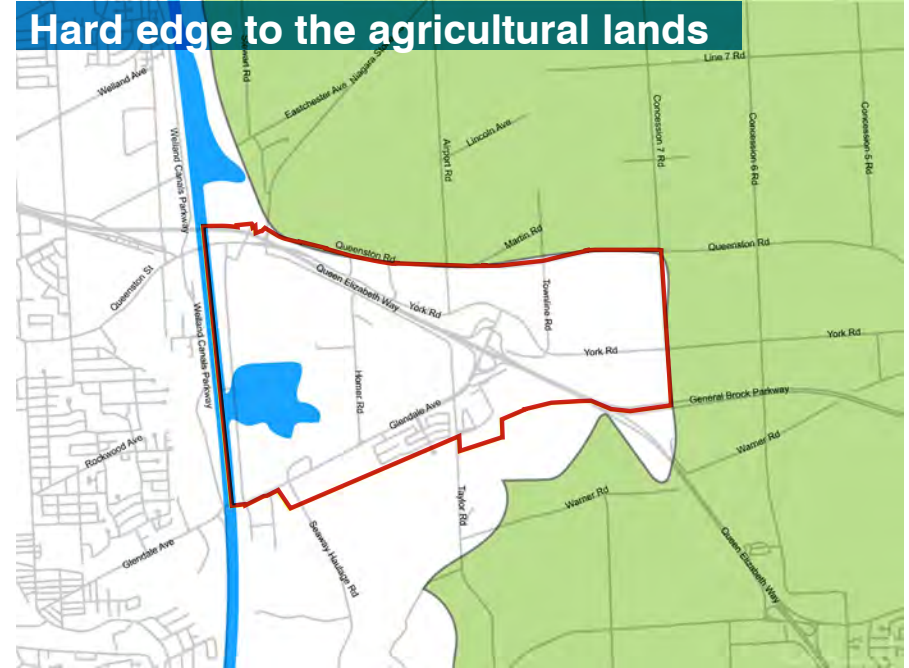 Hard edge to the agricultural lands
Stewart Rd
Niagara St
Line 7 Rd
Welland Ave
Eastchester Ave
Lincoln Ave
Concession 7 Rd
Concession 6 Rd
Concession 5 Rd
Airport Rd
Welland Canals Parkway
Martin Rd
Queenston Rd
Queenston Rd
Queenston St
Queen Elizabeth Way
York Rd
Townline Rd
York Rd
York Rd
Welland Canals Parkway
Homer Rd
Glendale Ave
General Brock Parkway
Rockwood Ave
Warner Rd
Warner Rd
Taylor Rd
Seaway Haulage Rd
Glendale Ave
Queen Elizabeth Way